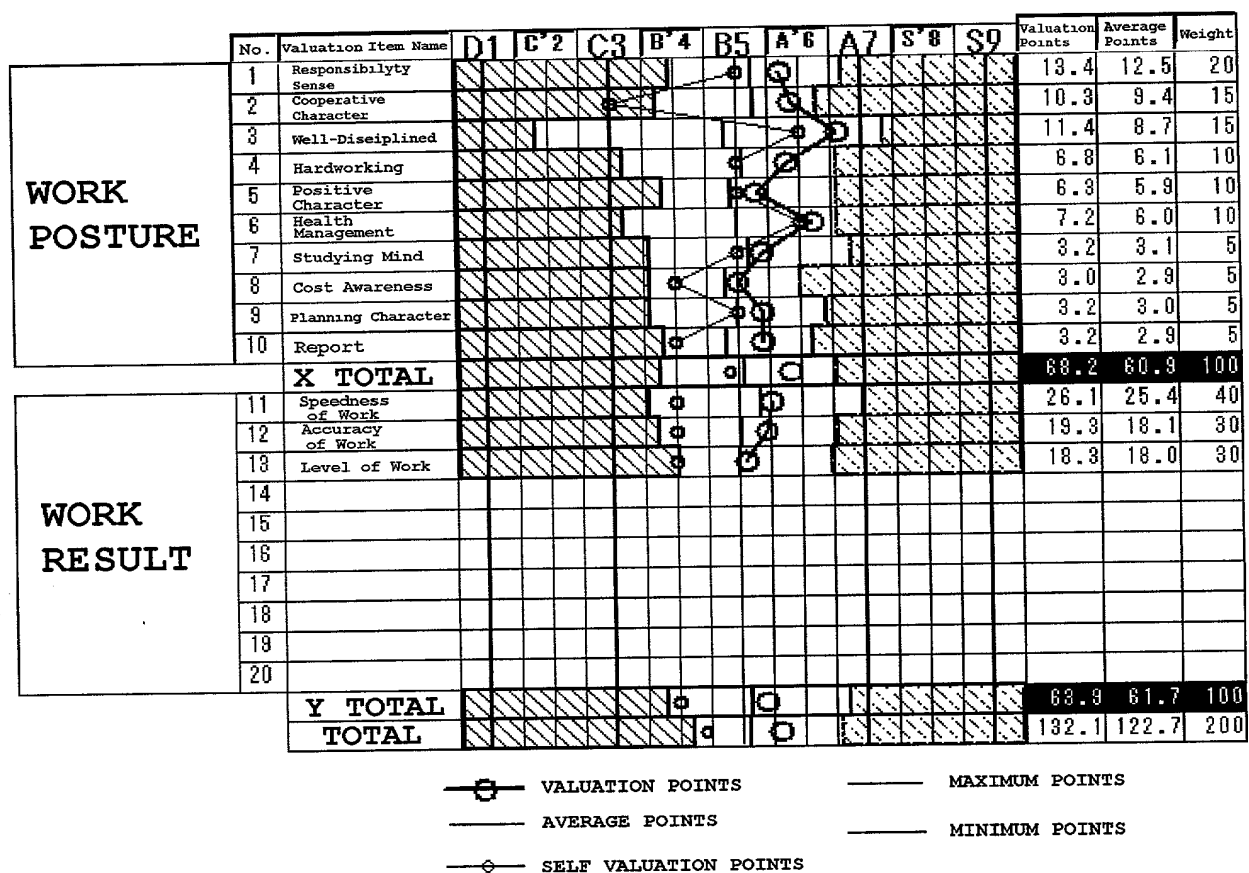 No. Valuation Item Name D1 C'2 C3 B'4 B5 A'6 A7 S'8 S9 Valuation Points Average Points Weight
WORK POSTURE
1 Responsibilyty Sense 13.4 12.5 20
2 Cooperative Character 10.3 9.4 15
3 Well-Diseiplined 11.4 8.7 15
4 Hardworking 6.8 6.1 10
5 Positive Character 6.3 5.9 10
6 Health Management 7.2 6.0 10
7 Studying Mind 3.2 3.1 5
8 Cost Awareness 3.0 2.9 5
9 Planning Character 3.2 3.0 5
10 Report 3.2 2.9 5
X TOTAL 68.2 60.9 100
WORK RESULT
11 Speedness of Work 26.1 25.4 40
12 Accuracy of Work 19.3 18.1 30
13 Level of Work 18.3 18.0 30
14
15
16
17
18
19
20
Y TOTAL 63.9 61.7 100
TOTAL 132.1 122.7 200
VALUATION POINTS
MAXIMUM POINTS
AVERAGE POINTS
MINIMUM POINTS
SELF VALUATION POINTS